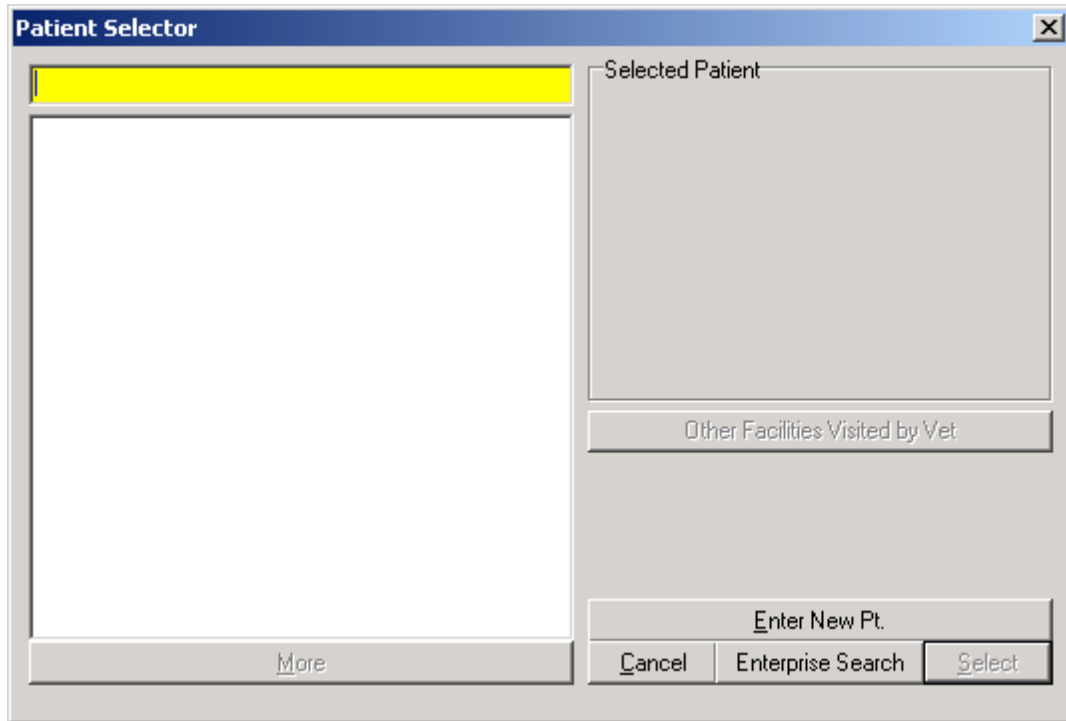 Patient Selector
Selected Patient
Other Facilities Visited by Vet
Enter New Pt.
More
Cancel
Enterprise Search
Select